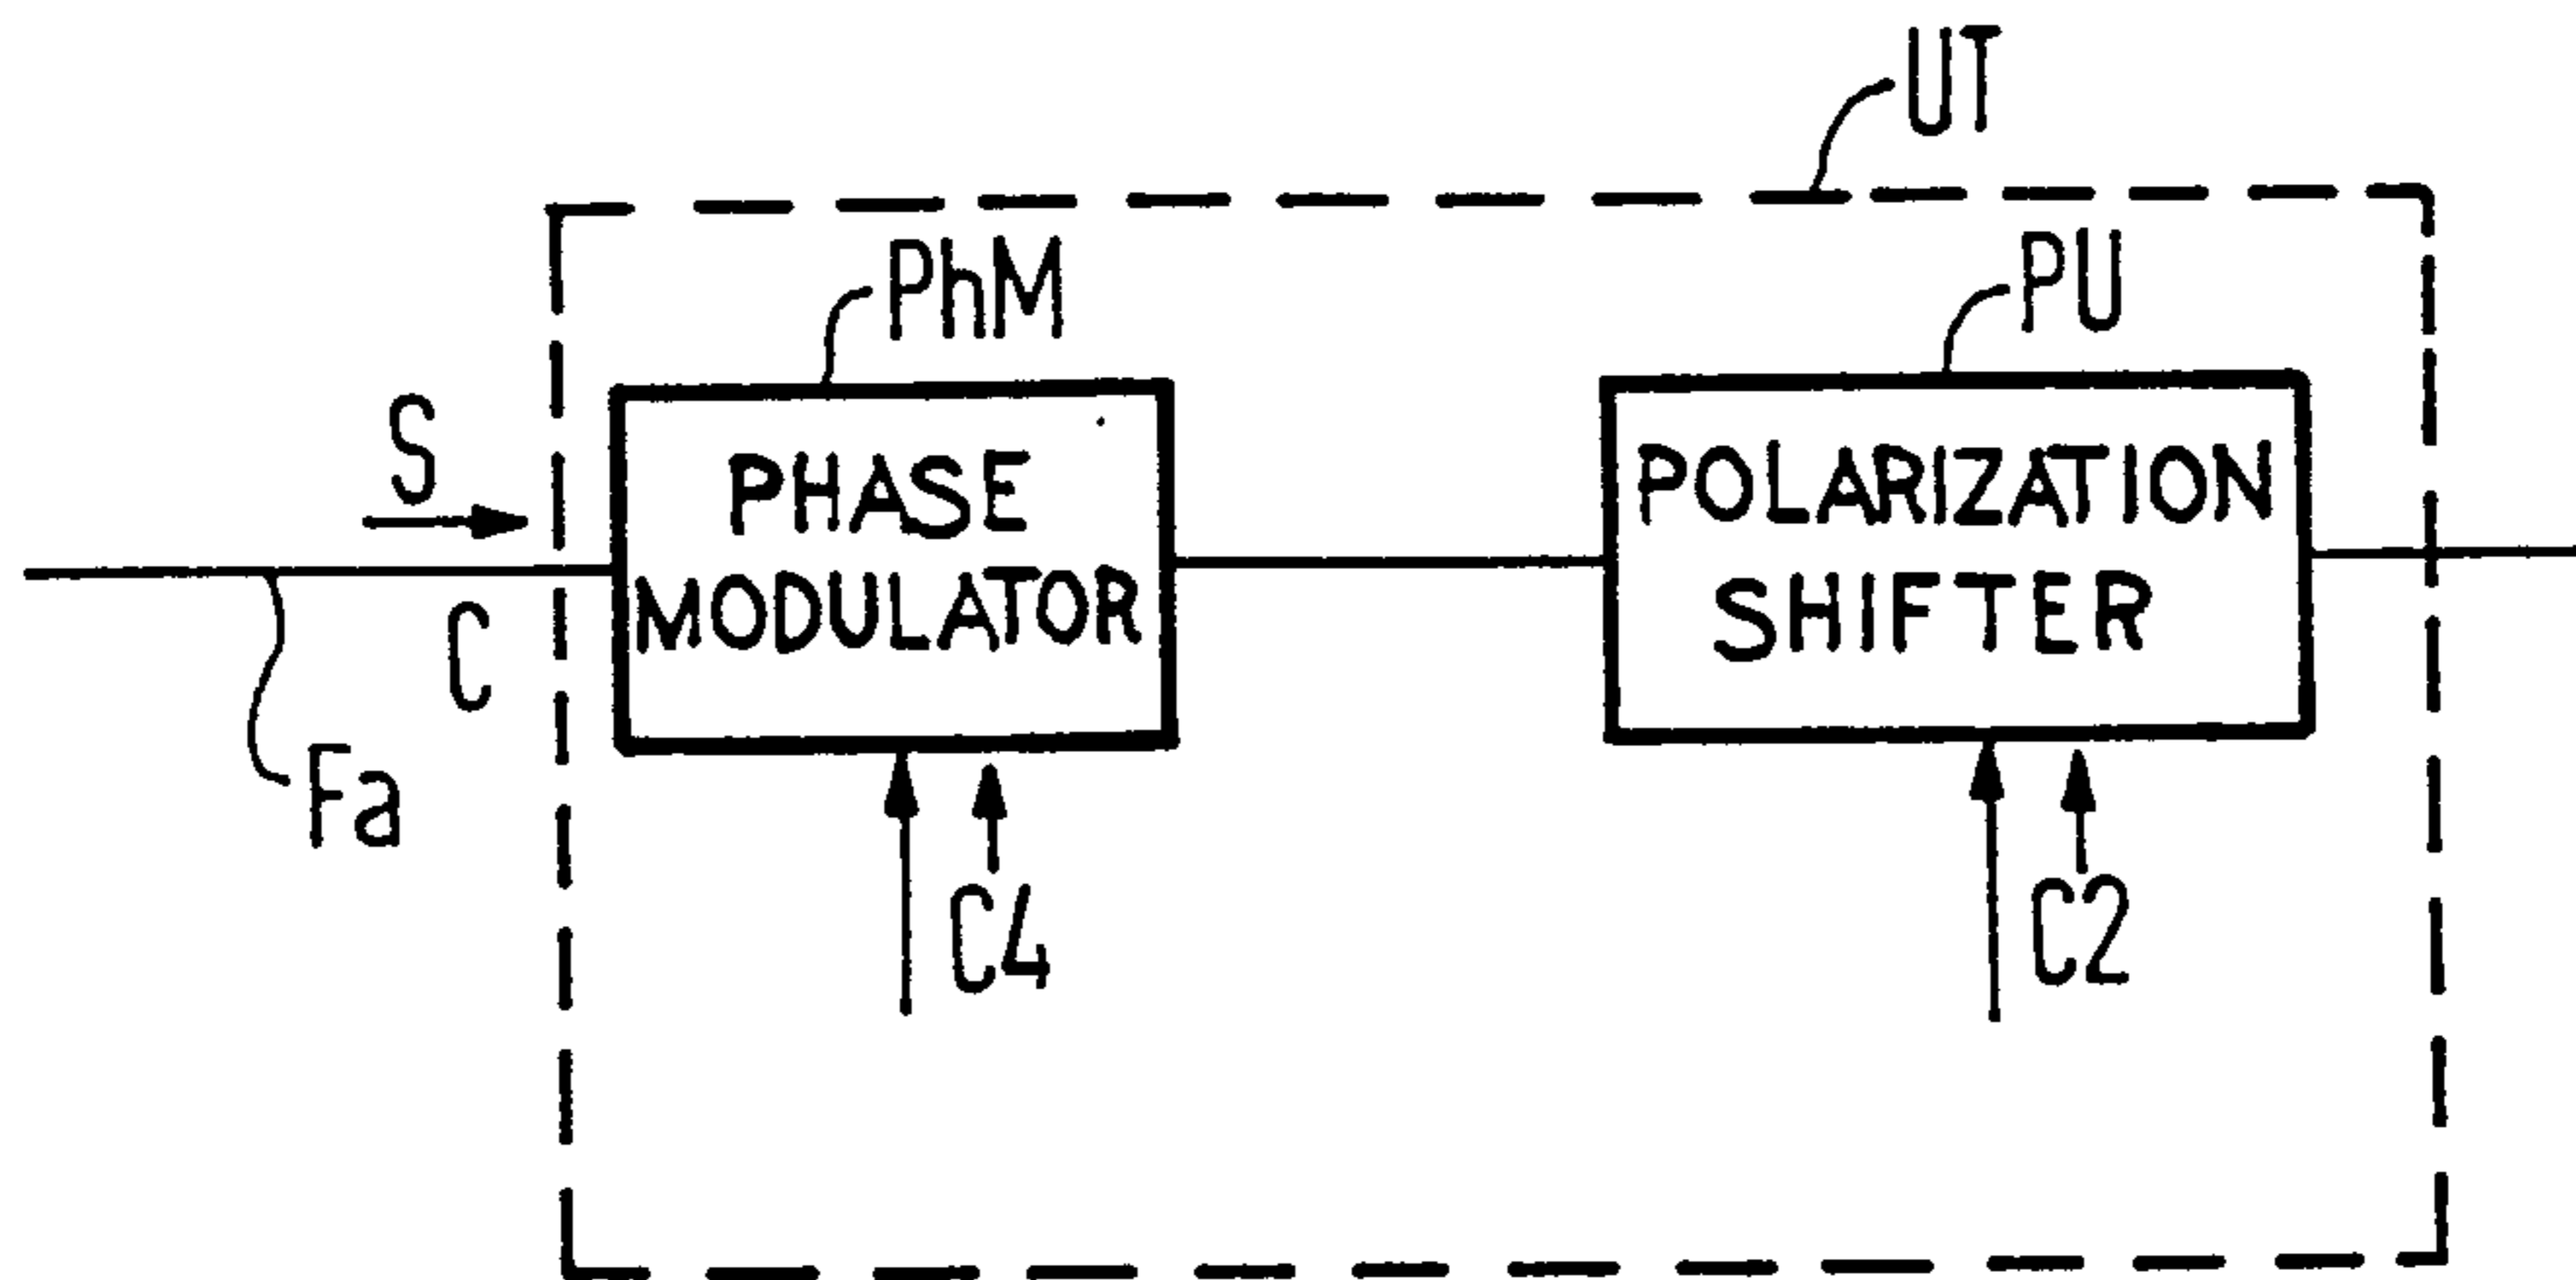 UT
PhM
PU
S
PHASE
MODULATOR
POLARIZATION
SHIFTER
C
Fa
C4
C2